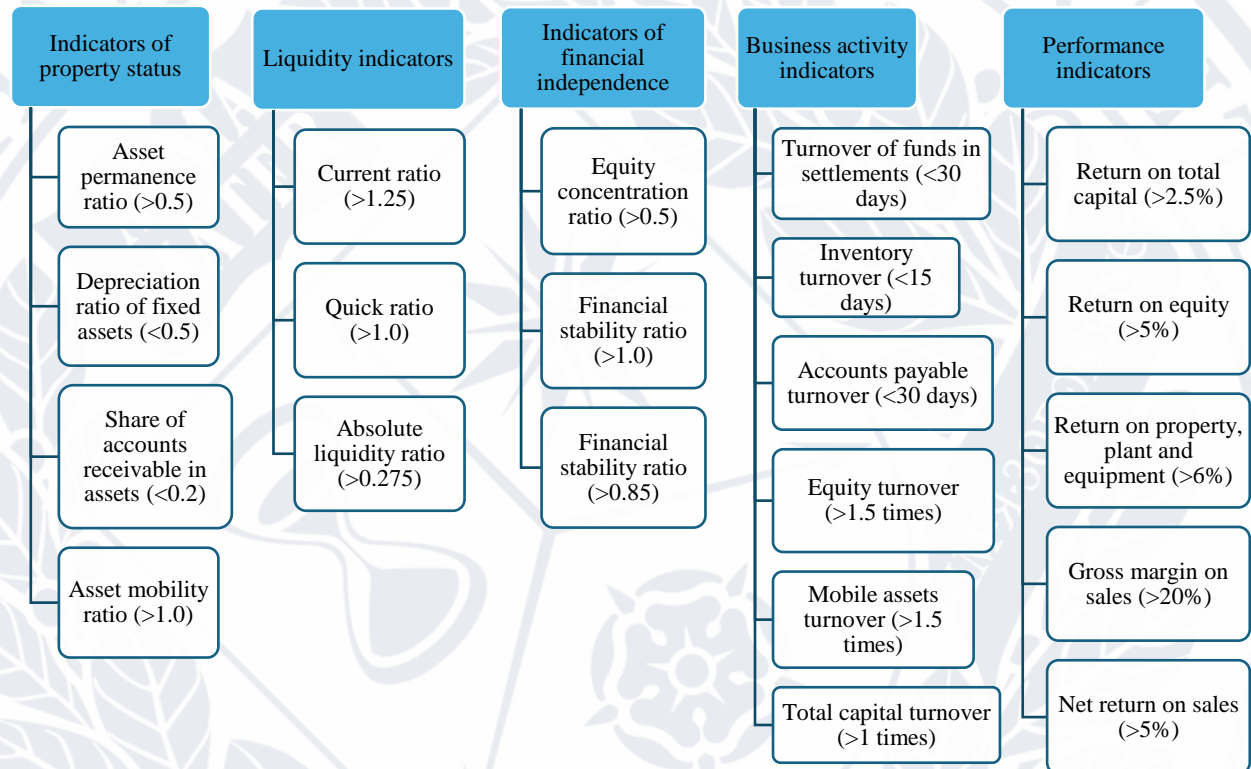 Indicators of
property status
Asset
permanence
ratio (>0.5)
Depreciation
ratio of fixed
assets (<0.5)
Share of
accounts
receivable in
assets (<0.2)
Asset mobility
ratio (>1.0)
Liquidity indicators
Current ratio
(>1.25)
Quick ratio
(>1.0)
Absolute
liquidity ratio
(>0.275)
Indicators of
financial
independence
Equity
concentration
ratio (>0.5)
Financial
stability ratio
(>1.0)
Financial
stability ratio
(>0.85)
Business activity
indicators
Turnover of funds in
settlements (<30
days)
Inventory
turnover (<15
days)
Accounts payable
turnover (<30 days)
Equity turnover
(>1.5 times)
Mobile assets
turnover (>1.5
times)
Total capital turnover
(>1 times)
Performance
indicators
Return on total
capital (>2.5%)
Return on equity
(>5%)
Return on property,
plant and
equipment (>6%)
Gross margin on
sales (>20%)
Net return on sales
(>5%)